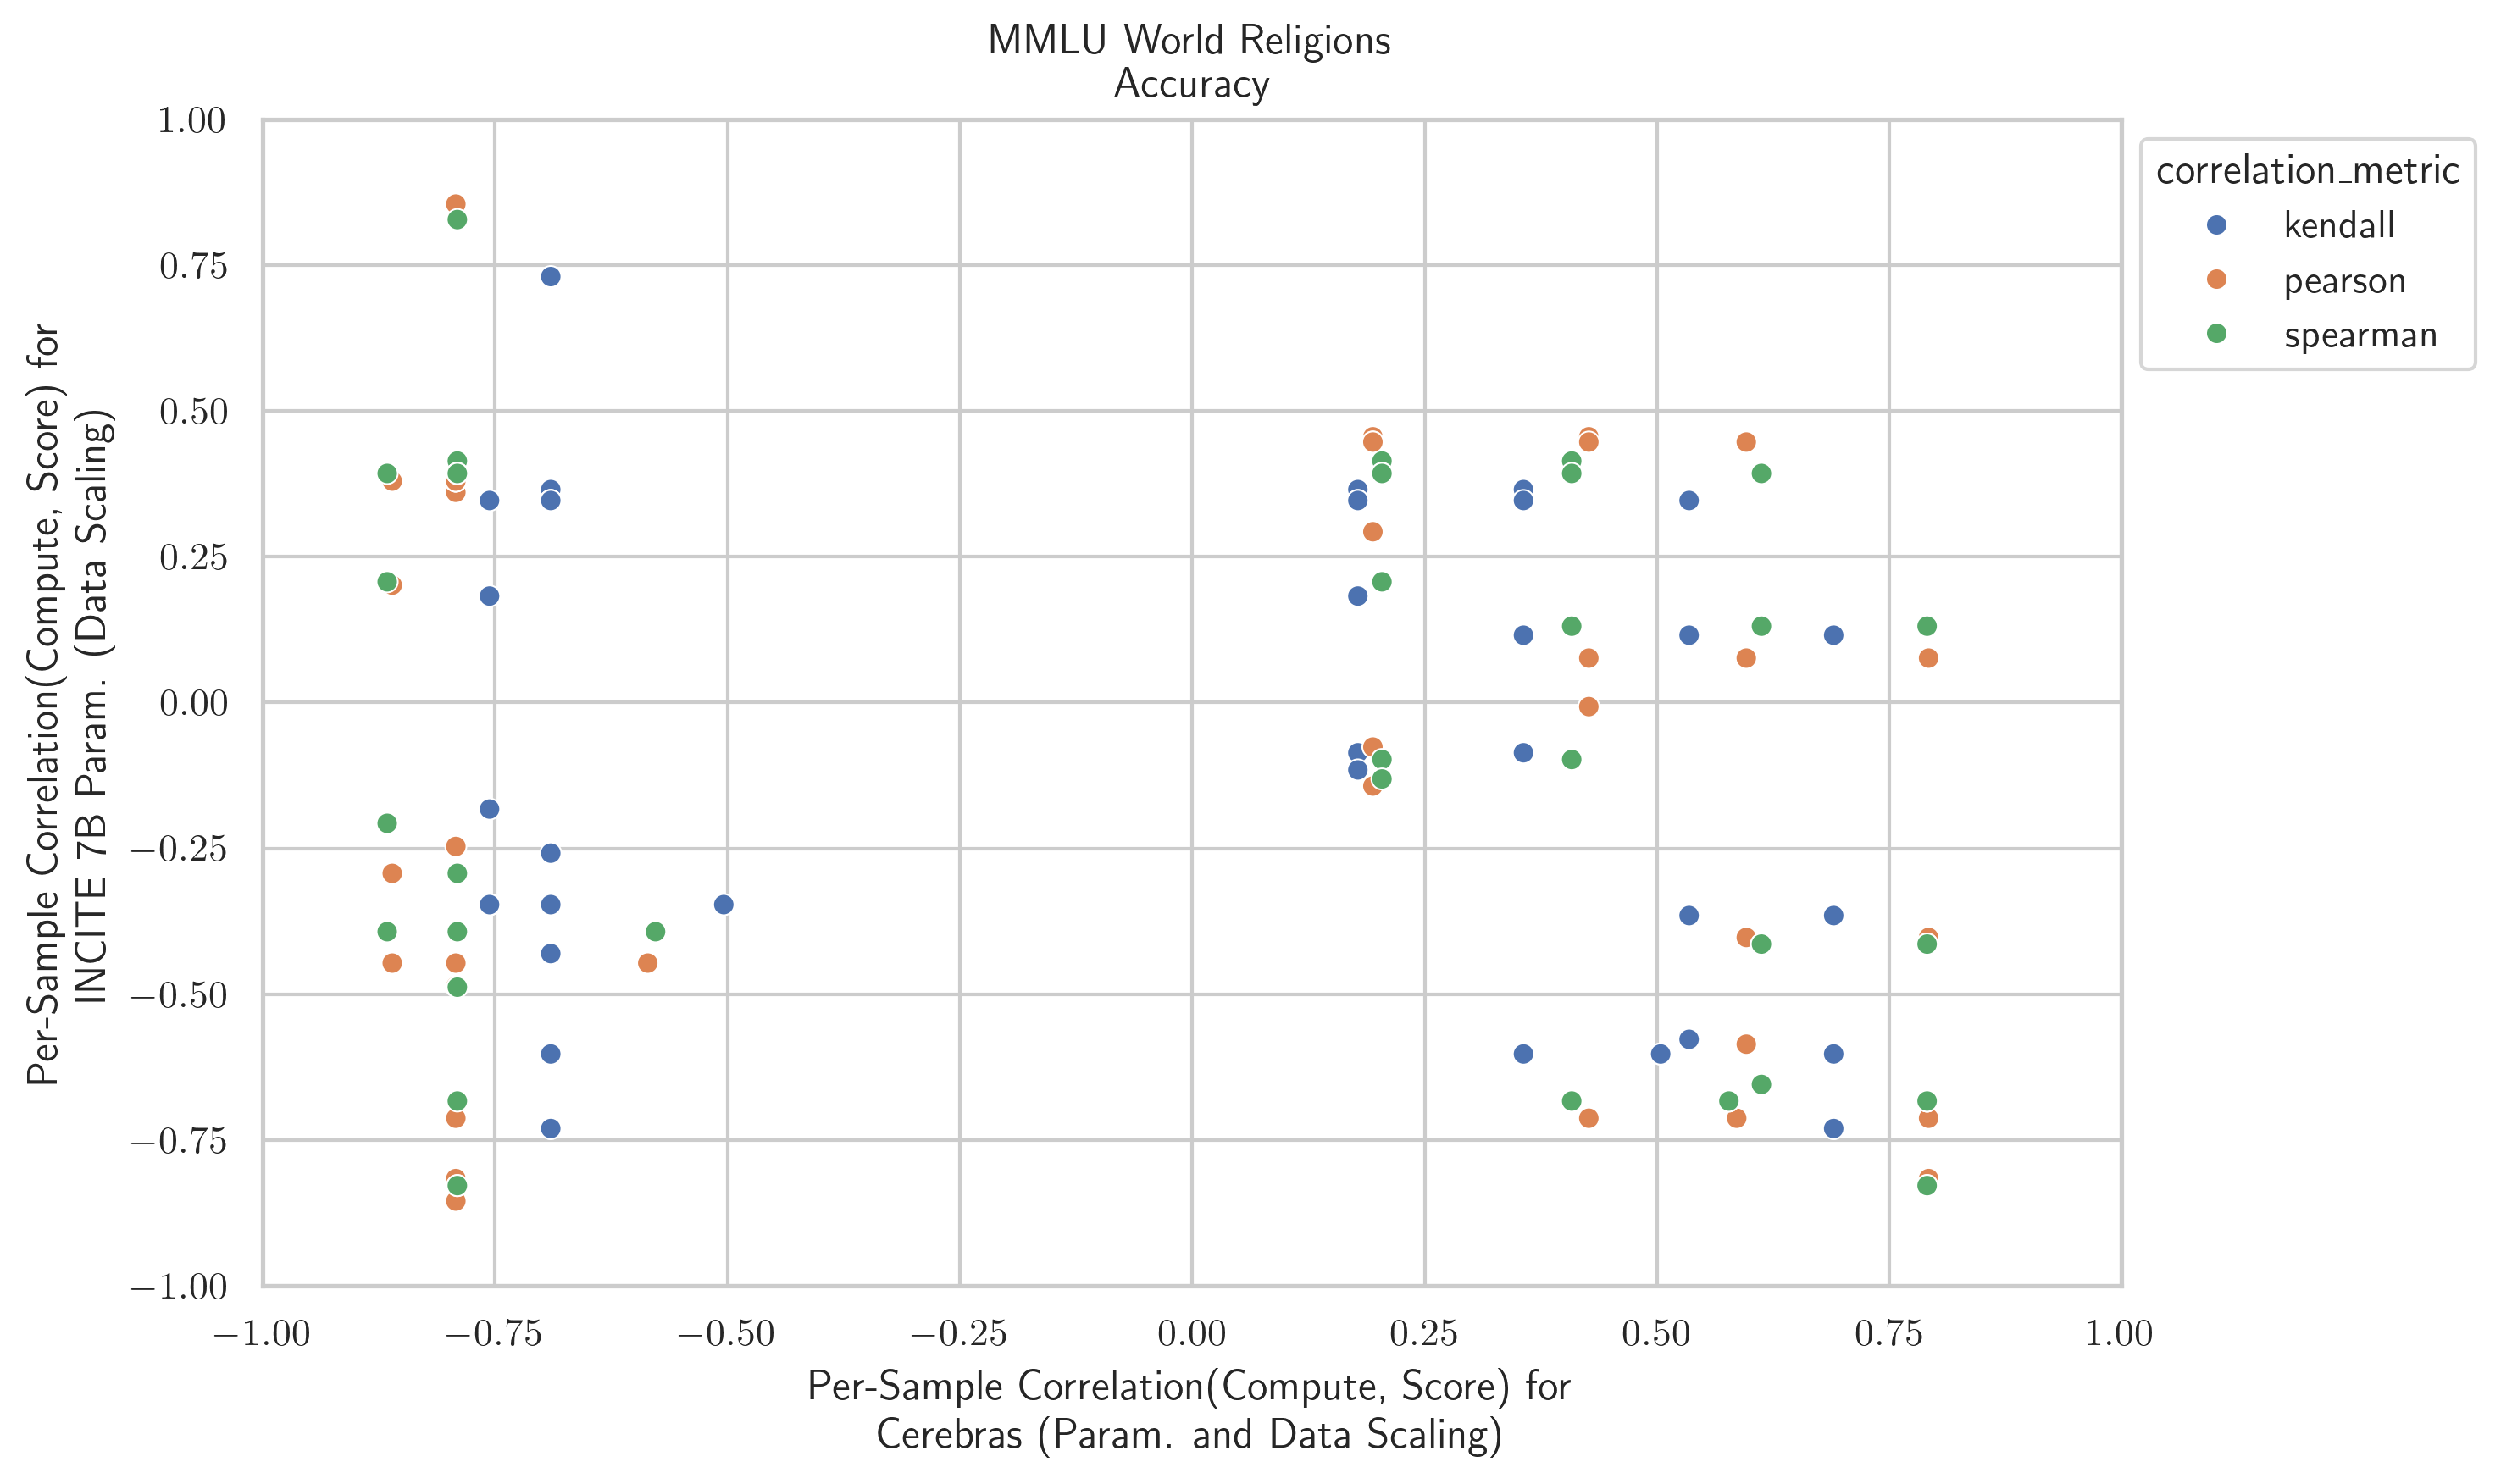 MMLU World Religions
Accuracy
1.00
0.75
0.50
0.25
0.00
−0.25
−0.50
−0.75
−1.00
Per-Sample Correlation(Compute, Score) for
INCITE 7B Param. (Data Scaling)
correlation_metric
kendall
pearson
spearman
−1.00 −0.75 −0.50 −0.25 0.00 0.25 0.50 0.75 1.00
Per-Sample Correlation(Compute, Score) for
Cerebras (Param. and Data Scaling)